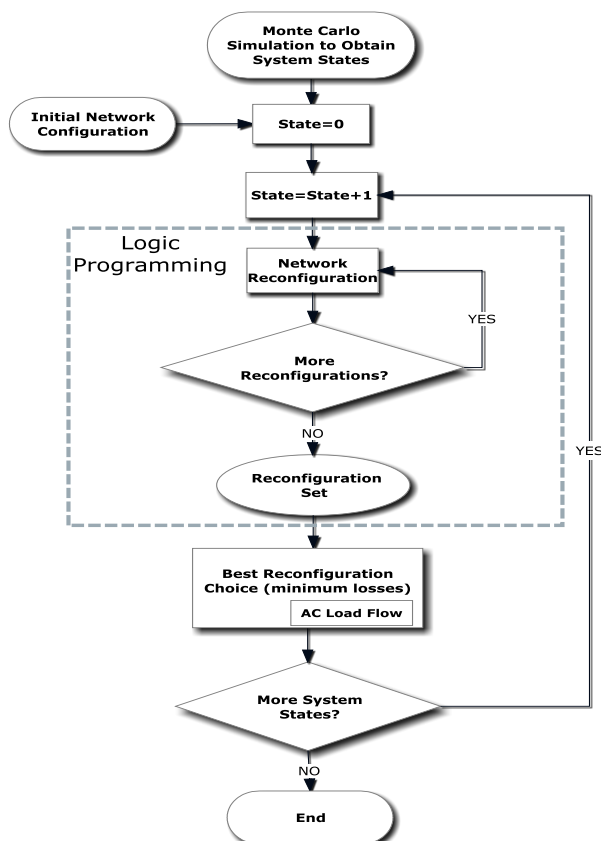 Monte Carlo
Simulation to Obtain
System States
Initial Network
Configuration
State=0
State=State+1
Logic
Programming
Network
Reconfiguration
YES
More
Reconfigurations?
NO
Reconfiguration
Set
YES
Best Reconfiguration
Choice (minimum losses)
AC Load Flow
More System
States?
NO
End